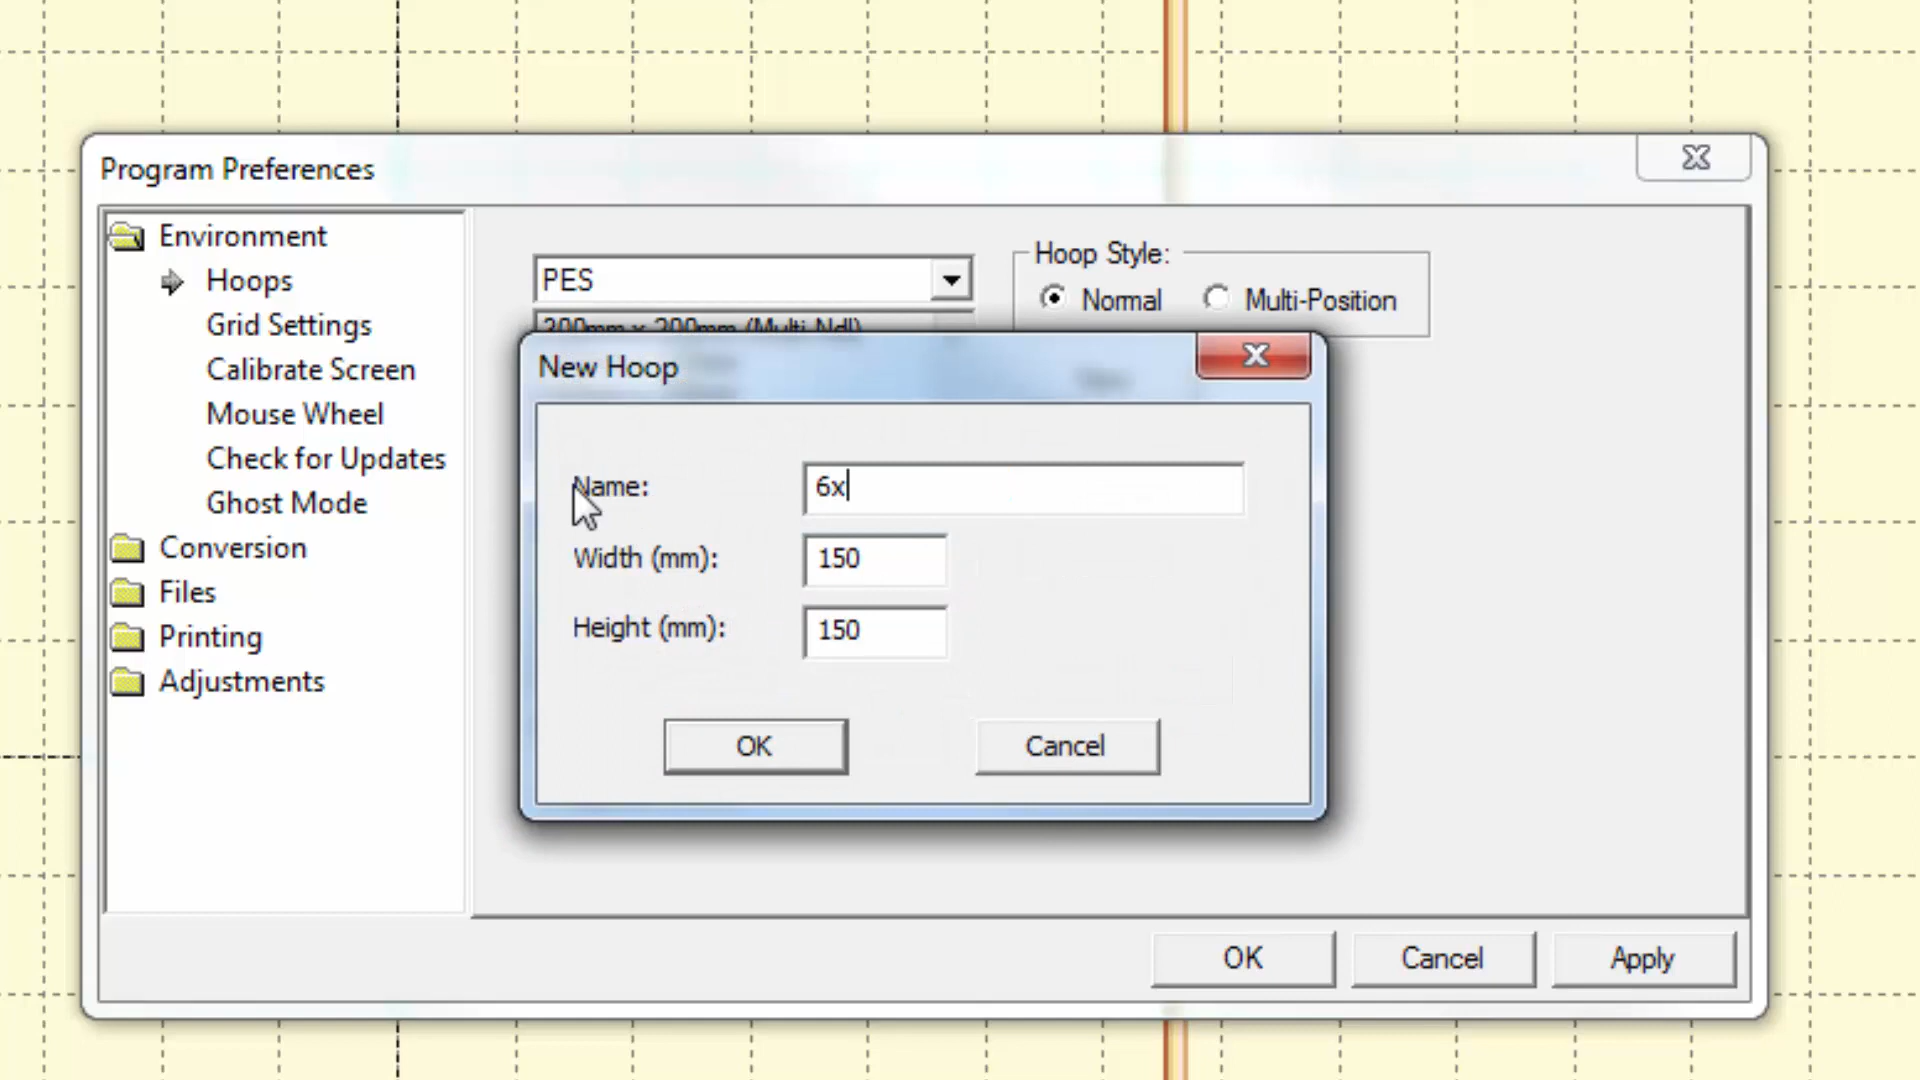 Program Preferences
Environment
Hoops
Grid Settings
Calibrate Screen
Mouse Wheel
Check for Updates
Ghost Mode
Conversion
Files
Printing
Adjustments
PES
Hoop Style:
Normal
Multi-Position
New Hoop
Name:
6x
Width (mm):
150
Height (mm):
150
OK
Cancel
OK
Cancel
Apply